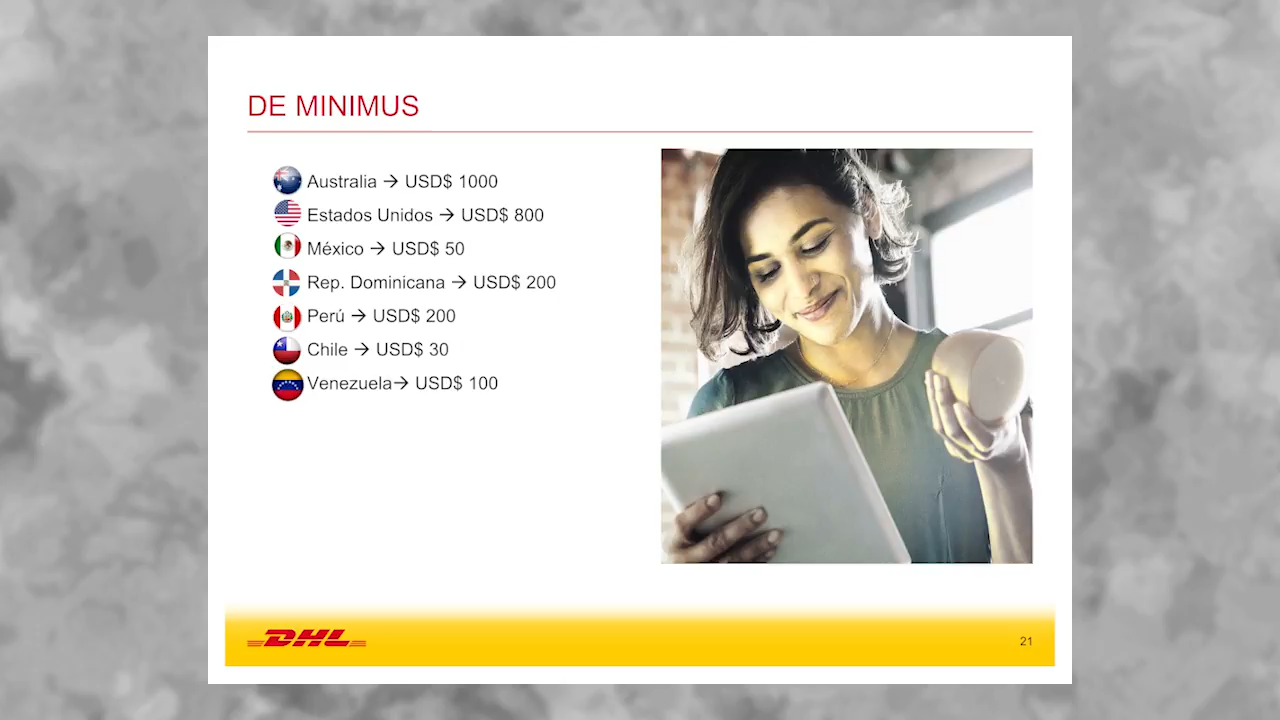 DE MINIMUS
Australia → USD$ 1000
Estados Unidos → USD$ 800
México → USD$ 50
Rep. Dominicana → USD$ 200
Perú → USD$ 200
Chile → USD$ 30
Venezuela→ USD$ 100
DHL
21